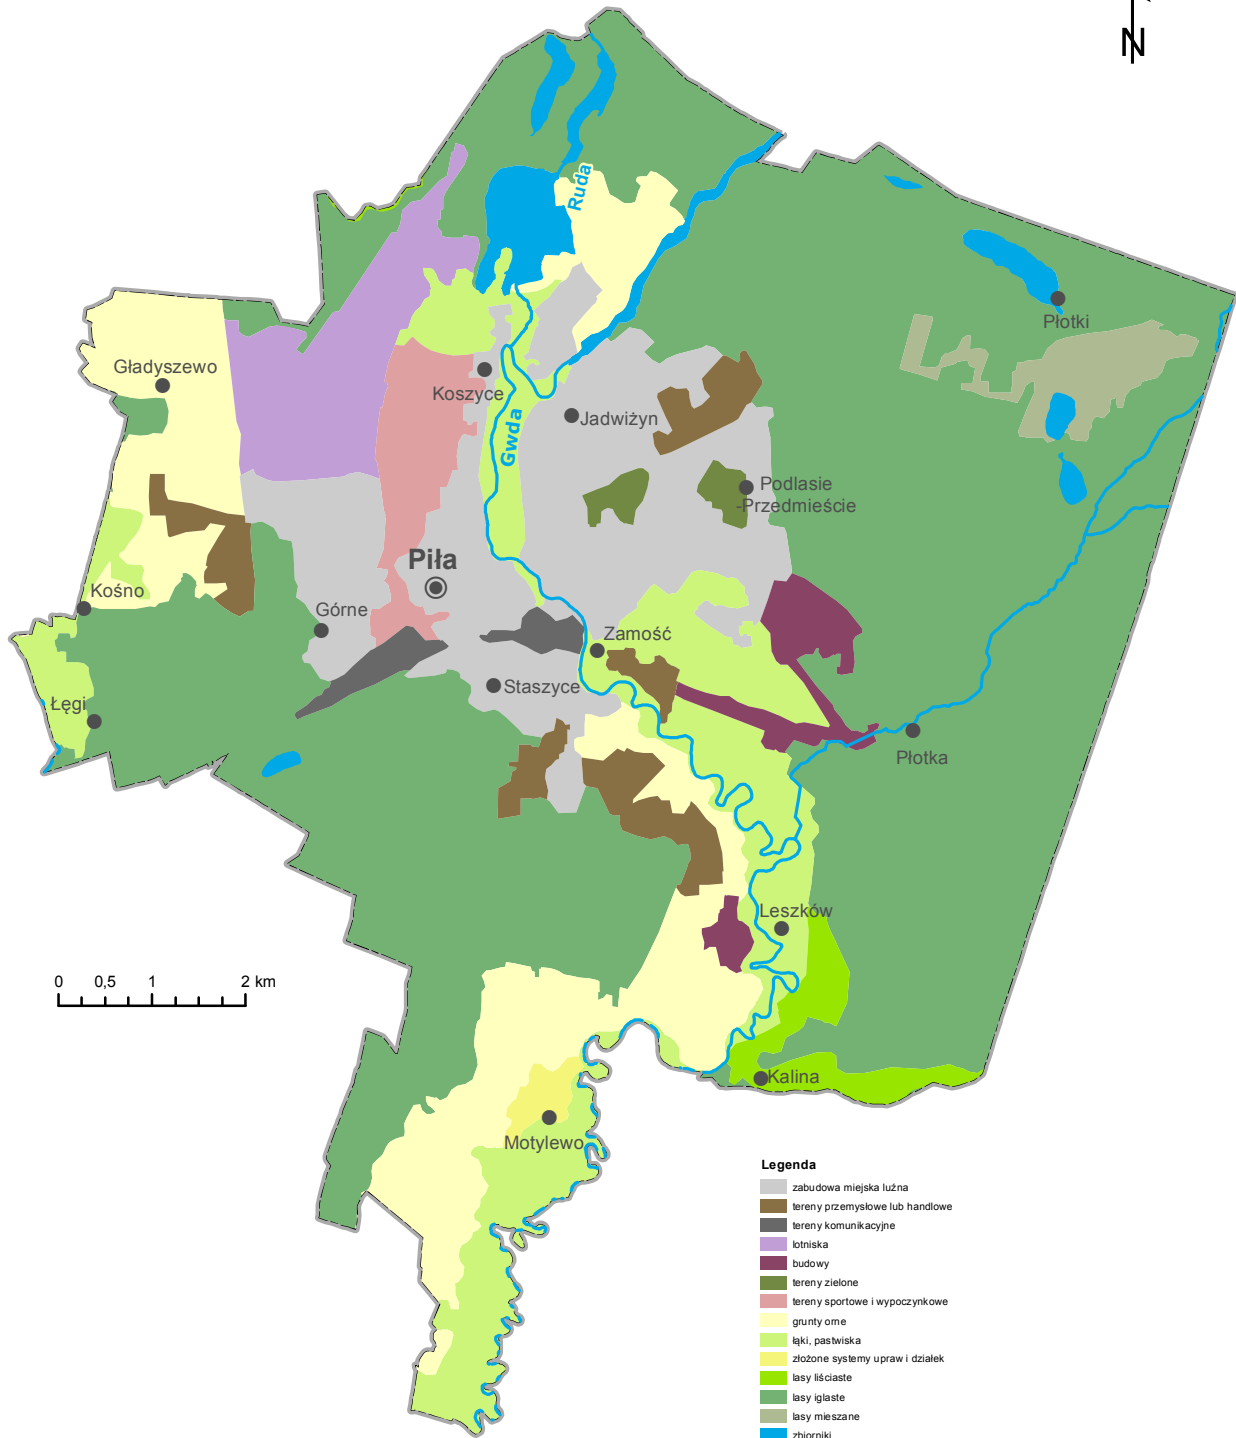 N
Ruda
Płotki
Gładyszewo
Koszyce
Jadwiżyn
Gwda
Podlasie
-Przedmieście
Piła
Kośno
Górne
Zamość
Staszyce
Łęgi
Płotka
Leszków
0 0,5 1 2 km
Kalina
Motylewo
Legenda
zabudowa miejska luźna
tereny przemysłowe lub handlowe
tereny komunikacyjne
lotniska
budowy
tereny zielone
tereny sportowe i wypoczynkowe
grunty orne
łąki, pastwiska
złożone systemy upraw i działek
lasy liściaste
lasy iglaste
lasy mieszane
zbiorniki